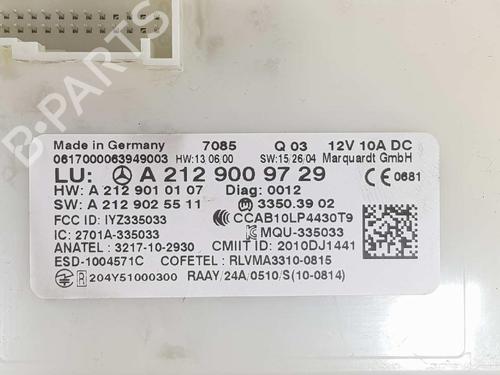 B-PARTS
Made in Germany 7085 Q 03 12V 10A DC
0617000063949003 HW:13 06,00 SW:15/26/04 Marquardt GmbH
LU: A 212 900 97 29 CE 0681
HW: A 212 901 01 07 Diag: 0012
SW: A 212 902 55 11 3350 3902
FCC ID: IYZ335033 CCAB10LP4430T9
IC: 2701A-335033 MQU-335033
ANATEL : 3217-10-2930 CMIIT ID: 2010DJ1441
ESD-1004571C COFETEL : RLVMA3310-0815
R 204Y51000300 RAAY/24A/0510/S(10-0814)